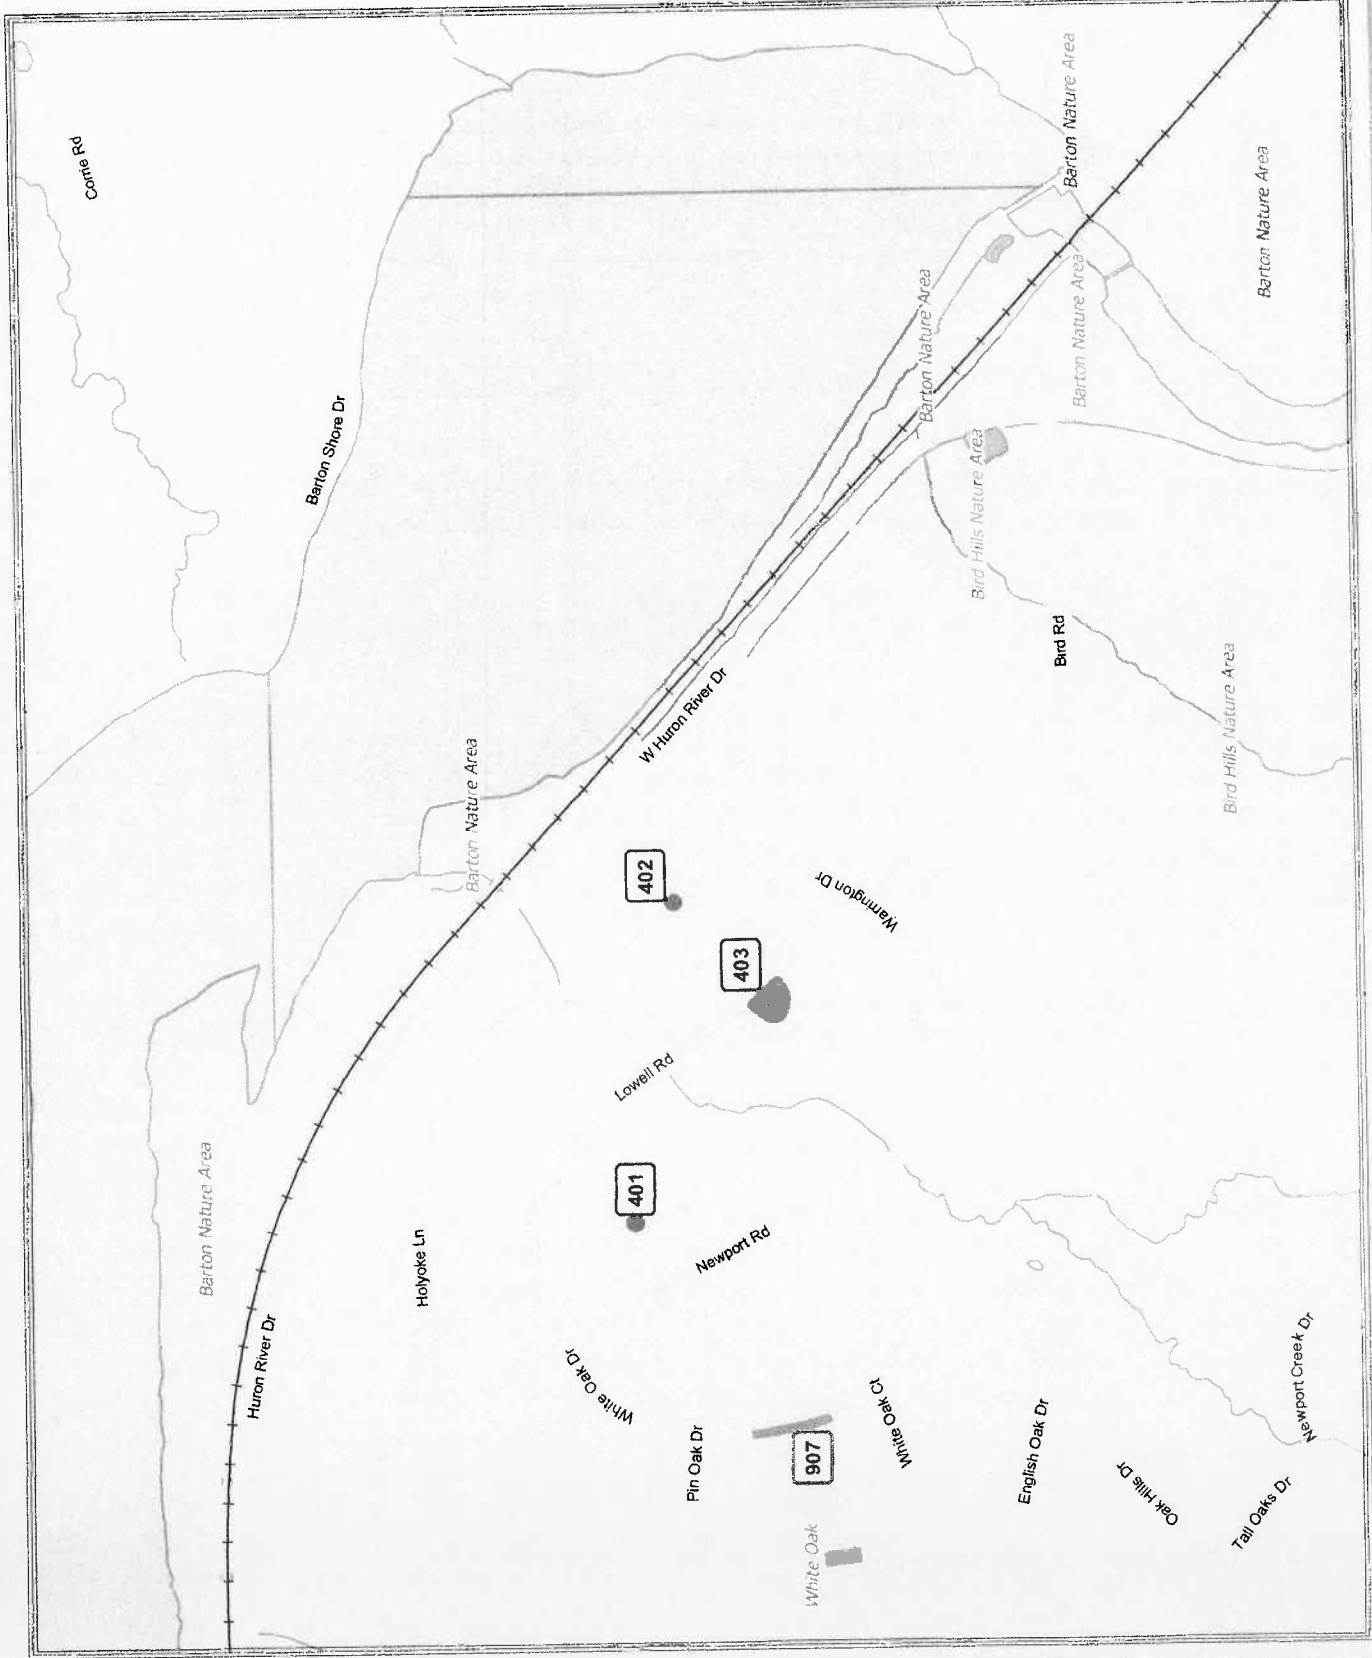 Corrie Rd
Barton Nature Area
Barton Nature Area
Barton Shore Dr
Barton Nature Area
Barton Nature Area
Bird Hills Nature Area
Bird Rd
Bird Hills Nature Area
W Huron River Dr
Barton Nature Area
402
Warrington Dr
403
Lowell Rd
401
Barton Nature Area
Holyoke Ln
Newport Rd
Huron River Dr
White Oak Dr
Pin Oak Dr
907
White Oak Ct
English Oak Dr
Newport Creek Dr
Oak Hills Dr
Tall Oaks Dr
White Oak